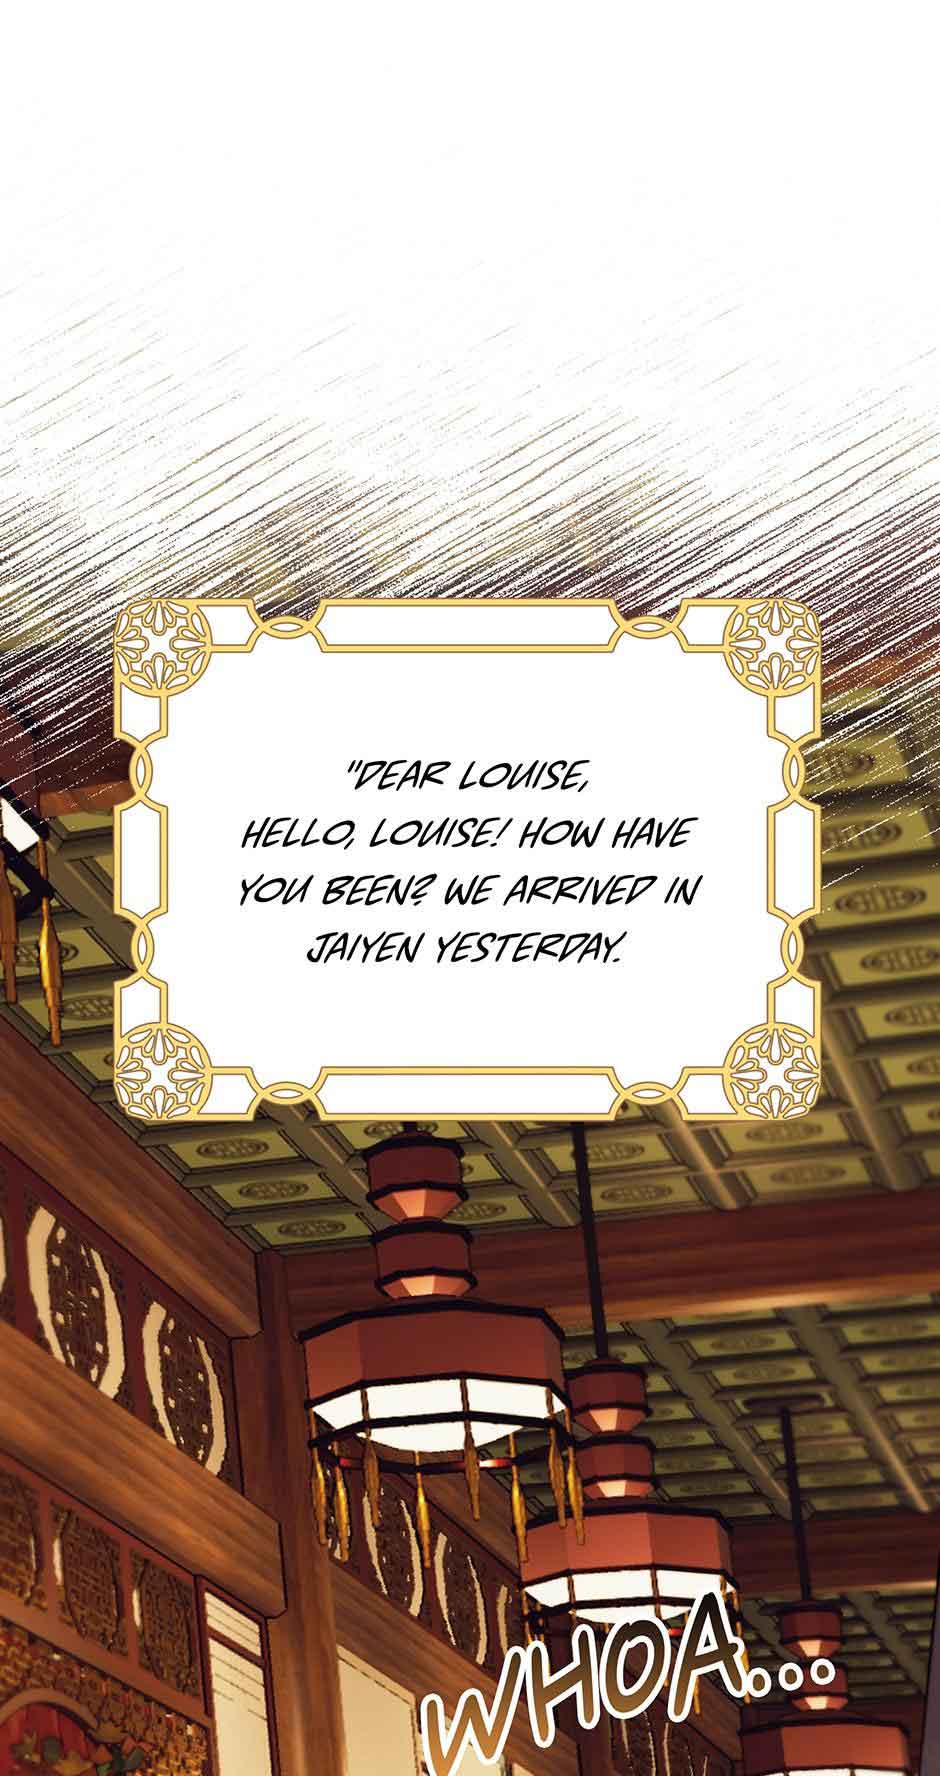 "DEAR LOUISE,
HELLO, LOUISE! HOW HAVE
YOU BEEN? WE ARRIVED IN
JAIYEN YESTERDAY.
WHOA...